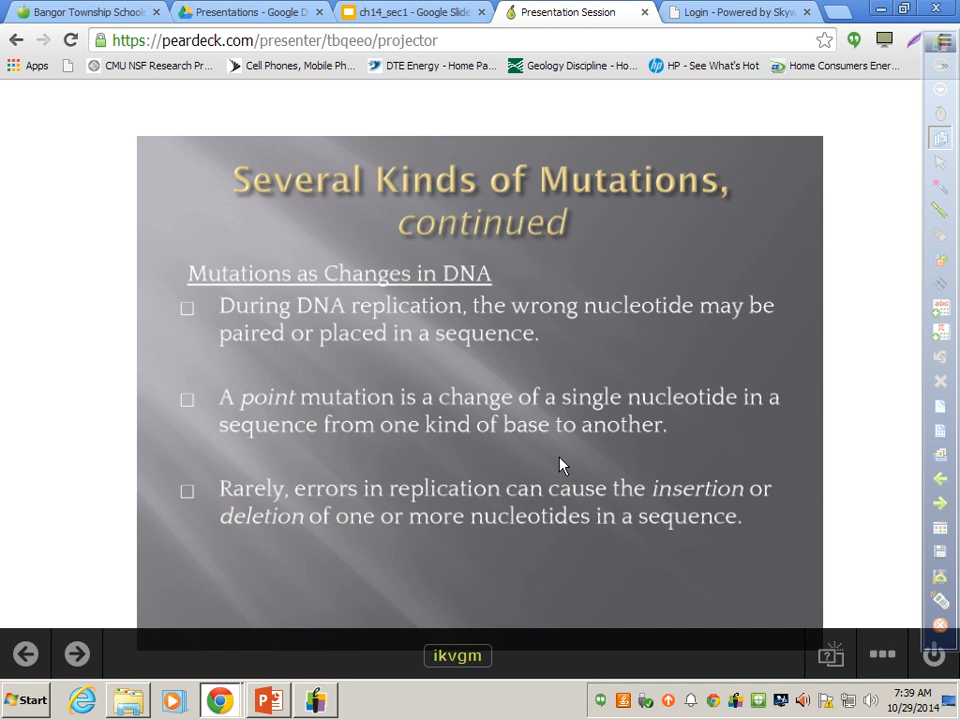 Bangor Township Schools
Presentations - Google D
ch14_sec1 - Google Slide
Presentation Session
Login - Powered by Skyw
https://peardeck.com/presenter/tbqeeo/projector
Apps
CMU NSF Research Pr...
Cell Phones, Mobile Ph...
DTE Energy - Home Pa...
Geology Discipline - Ho...
HP - See What's Hot
Home Consumers Ener...
Several Kinds of Mutations,
continued
Mutations as Changes in DNA
During DNA replication, the wrong nucleotide may be
paired or placed in a sequence.
A point mutation is a change of a single nucleotide in a
sequence from one kind of base to another.
Rarely, errors in replication can cause the insertion or
deletion of one or more nucleotides in a sequence.
ikvgm
Start
7:39 AM
10/29/2014
abc